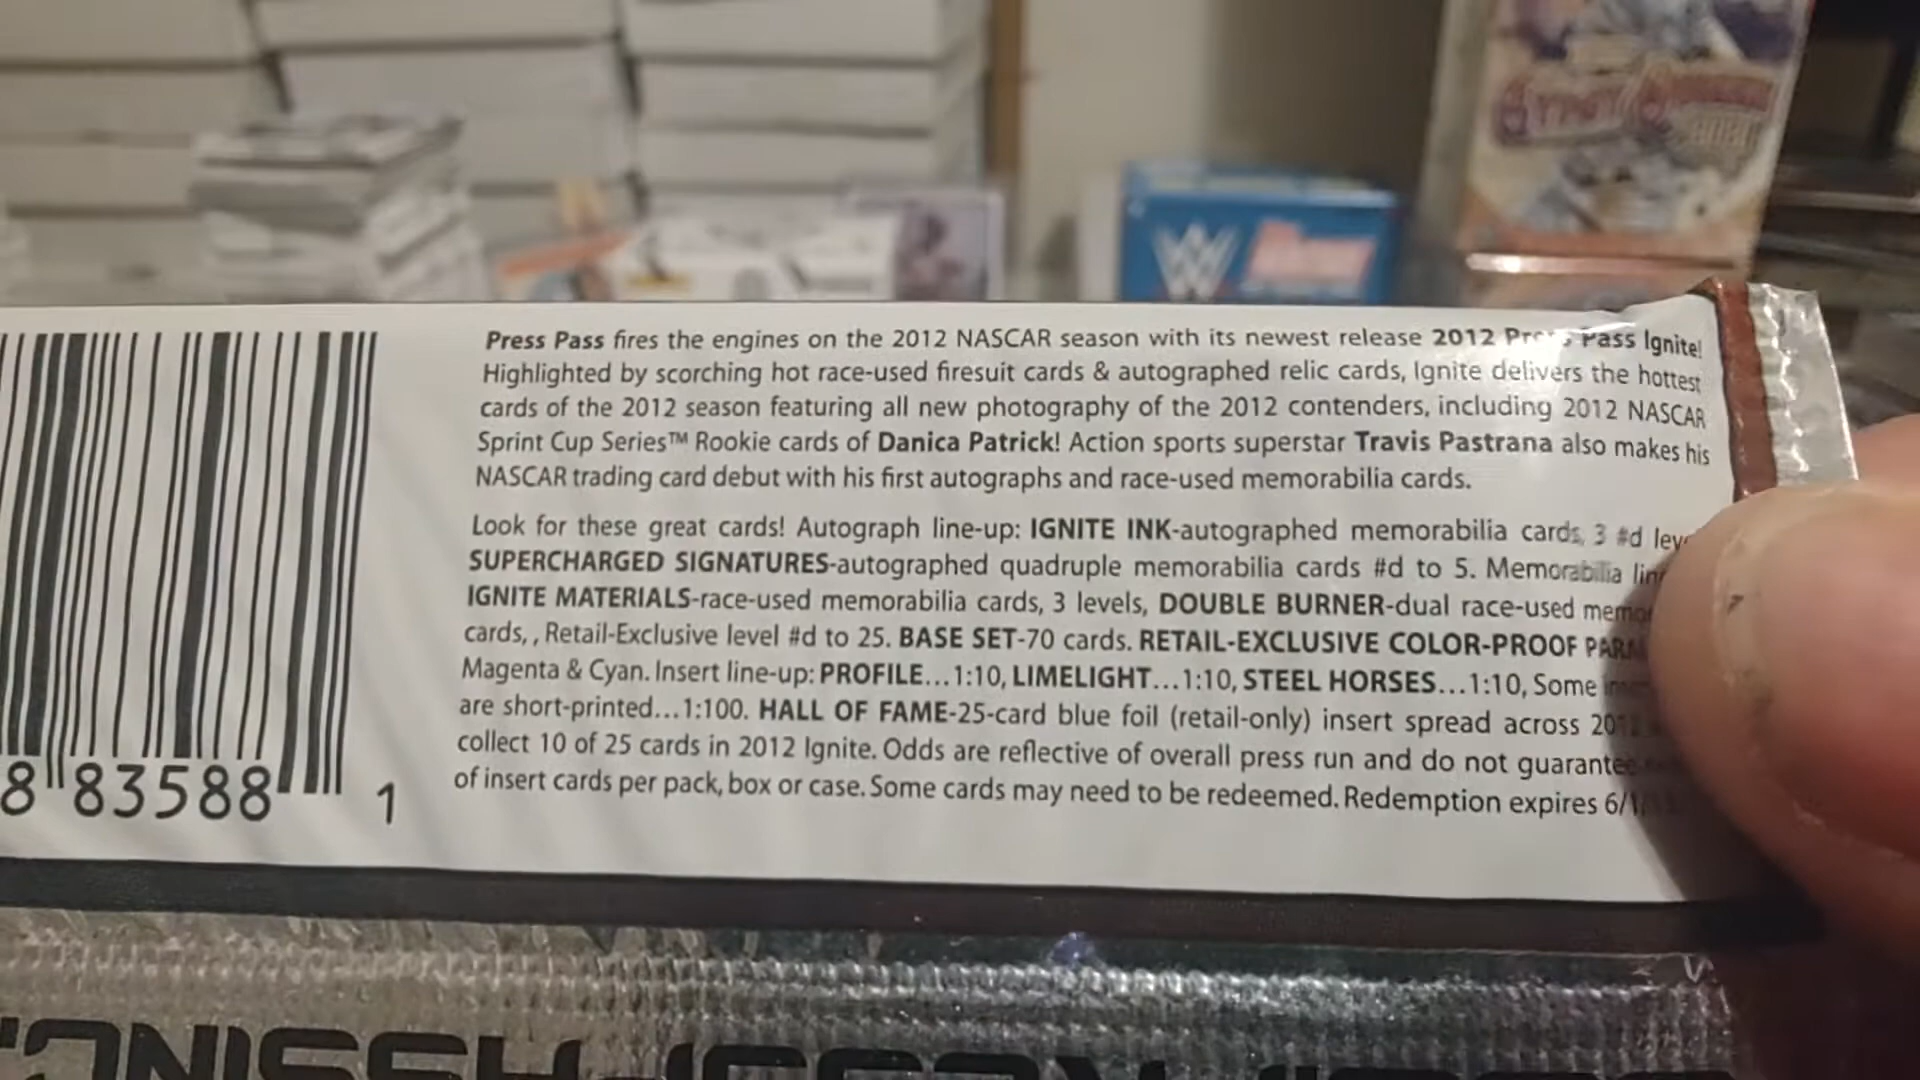 GYPSY QUEEN
2020
W
Press Pass fires the engines on the 2012 NASCAR season with its newest release 2012 Press Pass Ignite!
Highlighted by scorching hot race-used firesuit cards & autographed relic cards, Ignite delivers the hottest
cards of the 2012 season featuring all new photography of the 2012 contenders, including 2012 NASCAR
Sprint Cup Series™ Rookie cards of Danica Patrick! Action sports superstar Travis Pastrana also makes his
NASCAR trading card debut with his first autographs and race-used memorabilia cards.
Look for these great cards! Autograph line-up: IGNITE INK-autographed memorabilia cards, 3 #d
SUPERCHARGED SIGNATURES-autographed quadruple memorabilia cards #d to 5. Memorabilia
IGNITE MATERIALS-race-used memorabilia cards, 3 levels, DOUBLE BURNER-dual race-used
cards, , Retail-Exclusive level #d to 25. BASE SET-70 cards. RETAIL-EXCLUSIVE COLOR-PROOF
Magenta & Cyan. Insert line-up: PROFILE...1:10, LIMELIGHT...1:10, STEEL HORSES...1:10, Some
are short-printed...1:100. HALL OF FAME-25-card blue foil (retail-only) insert spread across
collect 10 of 25 cards in 2012 Ignite. Odds are reflective of overall press run and do not guarantee
of insert cards per pack, box or case. Some cards may need to be redeemed. Redemption expires
8 83588 1